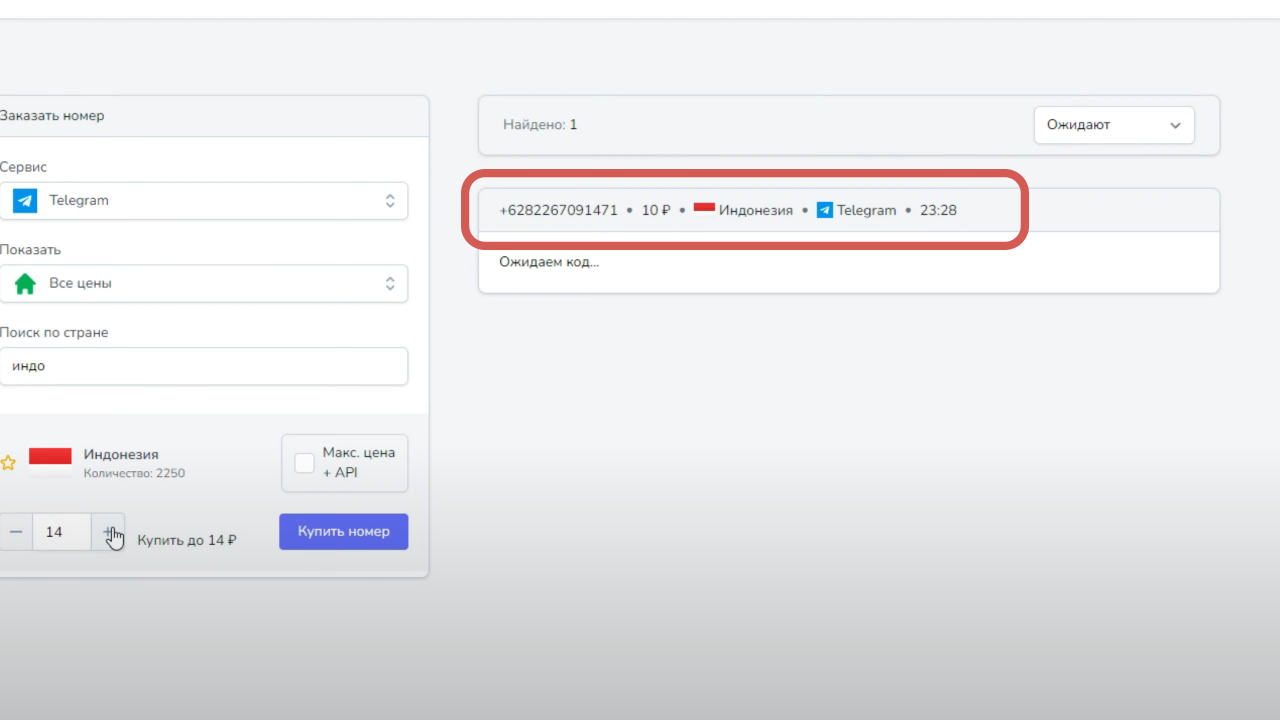 Заказать номер
Сервис
Telegram
Показать
Все цены
Поиск по стране
индо
Индонезия
Количество: 2250
Макс. цена
+ API
14
Купить до 14 ₽
Купить номер
Найдено: 1
Ожидают
+6282267091471 • 10 ₽ • Индонезия • Telegram • 23:28
Ожидаем код...